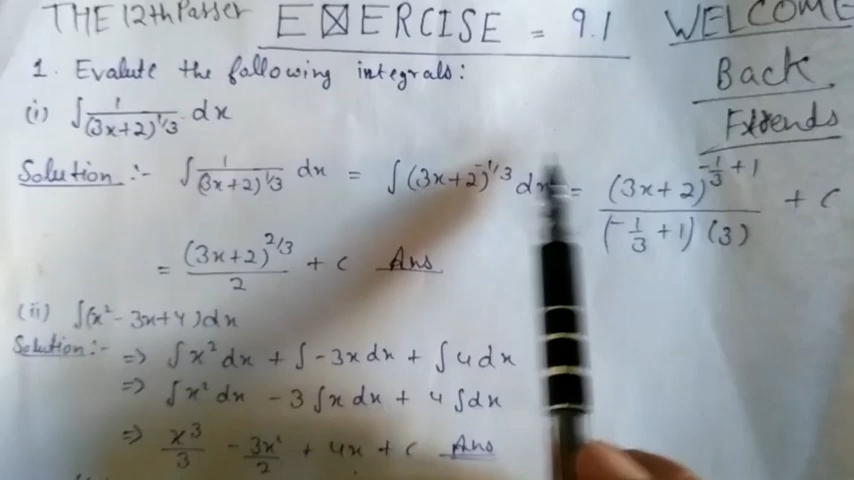 THE 12th Passer EXERCISE = 9.1 WELCOME
Back
Friends
1. Evalute the following integrals:
(i) ∫ 1/(3x+2)^1/3 dx
Solution :- ∫ 1/(3x+2)^1/3 dx = ∫ (3x+2)^-1/3 dx = (3x+2)^(-1/3 + 1) / (-1/3 + 1) (3) + c
= (3x+2)^2/3 / 2 + c Ans
(ii) ∫(x² - 3x+4)dx
Solution :- => ∫ x² dx + ∫ -3x dx + ∫ 4 dx
=> ∫ x² dx - 3 ∫ x dx + 4 ∫ dx
=> x³/3 - 3x²/2 + 4x + c Ans